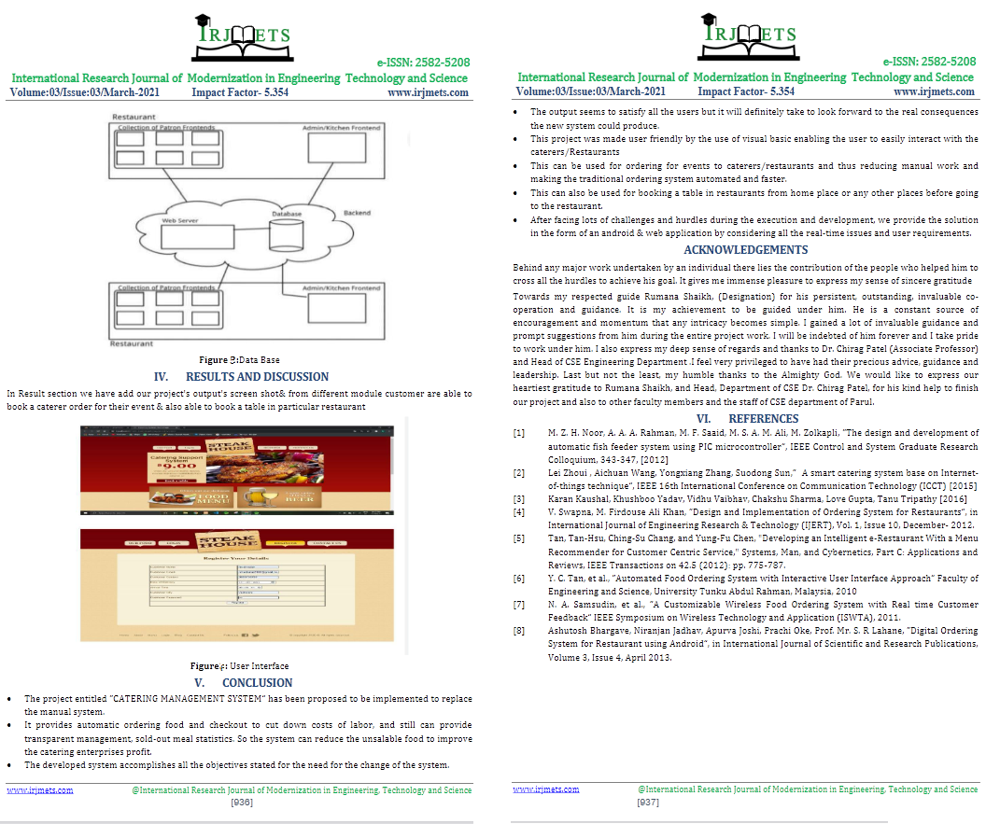 IRJMETS
e-ISSN: 2582-5208
International Research Journal of Modernization in Engineering Technology and Science
Volume:03/Issue:03/March-2021 Impact Factor- 5.354 www.irjmets.com
Restaurant
Collection of Patron Frontends
Admin/Kitchen Frontend
Web Server
Database
Backend
Collection of Patron Frontends
Admin/Kitchen Frontend
Restaurant
Figure :Data Base
IV. RESULTS AND DISCUSSION
In Result section we have add our project's output's screen shot& from different module customer are able to
book a caterer order for their event & also able to book a table in particular restaurant
STEAK
HOUSE
Catering Support
System
$9.00
FOOD
MENU
BEER
STEAK
HOUSE
OUR FOOD
LOGIN
REGISTER
CONTACT US
Register Your Details
Figure: User Interface
V. CONCLUSION
• The project entitled "CATERING MANAGEMENT SYSTEM" has been proposed to be implemented to replace
the manual system.
• It provides automatic ordering food and checkout to cut down costs of labor, and still can provide
transparent management, sold-out meal statistics. So the system can reduce the unsalable food to improve
the catering enterprises profit.
• The developed system accomplishes all the objectives stated for the need for the change of the system.
www.irjmets.com @International Research Journal of Modernization in Engineering, Technology and Science
[936]
IRJMETS
e-ISSN: 2582-5208
International Research Journal of Modernization in Engineering Technology and Science
Volume:03/Issue:03/March-2021 Impact Factor- 5.354 www.irjmets.com
• The output seems to satisfy all the users but it will definitely take to look forward to the real consequences
the new system could produce.
• This project was made user friendly by the use of visual basic enabling the user to easily interact with the
caterers/Restaurants
• This can be used for ordering for events to caterers/restaurants and thus reducing manual work and
making the traditional ordering system automated and faster.
• This can also be used for booking a table in restaurants from home place or any other places before going
to the restaurant.
• After facing lots of challenges and hurdles during the execution and development, we provide the solution
in the form of an android & web application by considering all the real-time issues and user requirements.
ACKNOWLEDGEMENTS
Behind any major work undertaken by an individual there lies the contribution of the people who helped him to
cross all the hurdles to achieve his goal. It gives me immense pleasure to express my sense of sincere gratitude
Towards my respected guide Rumana Shaikh, (Designation) for his persistent, outstanding, invaluable co-
operation and guidance. It is my achievement to be guided under him. He is a constant source of
encouragement and momentum that any intricacy becomes simple. I gained a lot of invaluable guidance and
prompt suggestions from him during the entire project work. I will be indebted of him forever and I take pride
to work under him. I also express my deep sense of regards and thanks to Dr. Chirag Patel (Associate Professor)
and Head of CSE Engineering Department .I feel very privileged to have had their precious advice, guidance and
leadership. Last but not the least, my humble thanks to the Almighty God. We would like to express our
heartiest gratitude to Rumana Shaikh, and Head, Department of CSE Dr. Chirag Patel, for his kind help to finish
our project and also to other faculty members and the staff of CSE department of Parul.
VI. REFERENCES
[1] M. Z. H. Noor, A. A. A. Rahman, M. F. Saaid, M. S. A. M. Ali, M. Zolkapli, "The design and development of
automatic fish feeder system using PIC microcontroller", IEEE Control and System Graduate Research
Colloquium, 343-347, [2012]
[2] Lei Zhoui , Aichuan Wang, Yongxiang Zhang, Suodong Sun," A smart catering system base on Internet-
of-things technique", IEEE 16th International Conference on Communication Technology (ICCT) [2015]
[3] Karan Kaushal, Khushboo Yadav, Vidhu Vaibhav, Chakshu Sharma, Love Gupta, Tanu Tripathy [2016]
[4] V. Swapna, M. Firdouse Ali Khan, "Design and Implementation of Ordering System for Restaurants", in
International Journal of Engineering Research & Technology (IJERT), Vol. 1, Issue 10, December- 2012.
[5] Tan, Tan-Hsu, Ching-Su Chang, and Yung-Fu Chen, "Developing an Intelligent e-Restaurant With a Menu
Recommender for Customer Centric Service," Systems, Man, and Cybernetics, Part C: Applications and
Reviews, IEEE Transactions on 42.5 (2012): pp. 775-787.
[6] Y. C. Tan, et al., "Automated Food Ordering System with Interactive User Interface Approach" Faculty of
Engineering and Science, University Tunku Abdul Rahman, Malaysia, 2010
[7] N. A. Samsudin, et al., "A Customizable Wireless Food Ordering System with Real time Customer
Feedback" IEEE Symposium on Wireless Technology and Application (ISWTA), 2011.
[8] Ashutosh Bhargave, Niranjan Jadhav, Apurva Joshi, Prachi Oke, Prof. Mr. S. R Lahane, "Digital Ordering
System for Restaurant using Android", in International Journal of Scientific and Research Publications,
Volume 3, Issue 4, April 2013.
www.irjmets.com @International Research Journal of Modernization in Engineering, Technology and Science
[937]